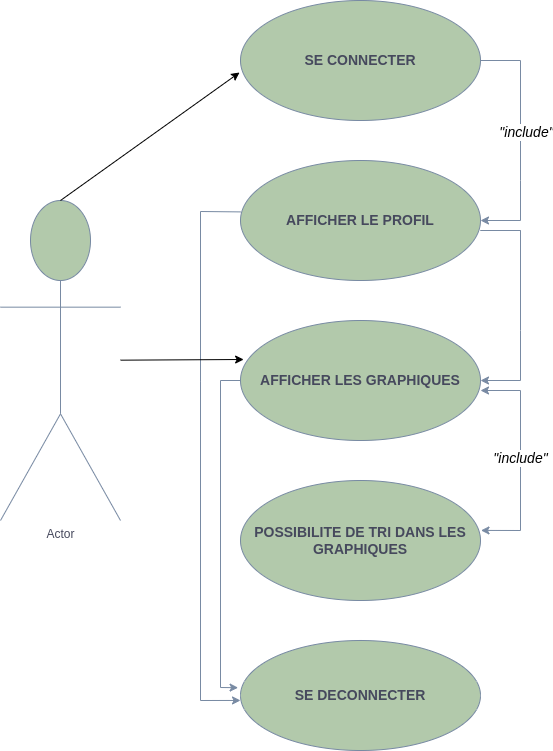 SE CONNECTER
"include"
AFFICHER LE PROFIL
AFFICHER LES GRAPHIQUES
"include"
POSSIBILITE DE TRI DANS LES
GRAPHIQUES
Actor
SE DECONNECTER